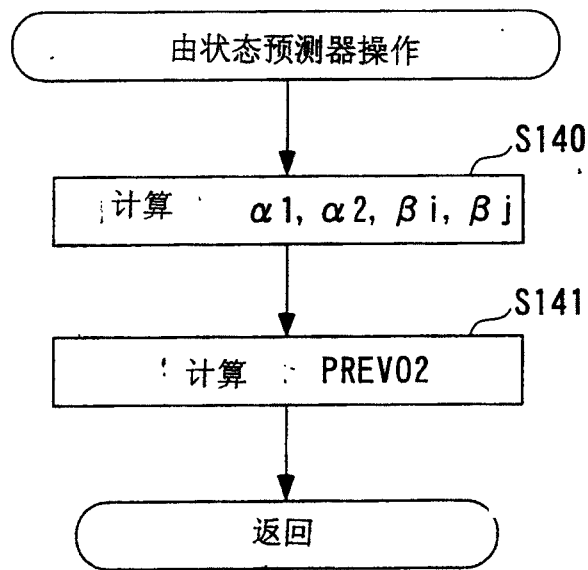 由状态预测器操作
S140
计算 α1, α2, βi, βj
S141
计算 PREVO2
返回